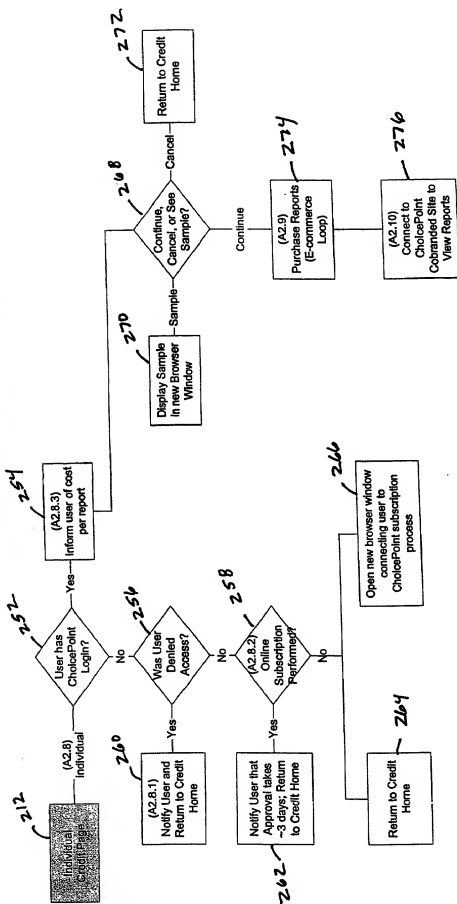 212
Individual
Credit Page
(A2.8)
Individual
252
User has
ChoicePoint
Login?
Yes
254
(A2.8.3)
Inform user of cost
per report
No
256
Was User
Denied
Access?
Yes
260
(A2.8.1)
Notify User and
Return to Credit
Home
No
258
(A2.8.2)
Online
Subscription
Performed?
Yes
262
Notify User that
Approval takes
~3 days; Return
to Credit Home
No
264
Return to Credit
Home
266
Open new browser window
connecting user to
ChoicePoint subscription
process
268
Continue,
Cancel, or See
Sample?
Sample
270
Display Sample
in new Browser
Window
Cancel
272
Return to Credit
Home
Continue
274
(A2.9)
Purchase Reports
(E-commerce
Loop)
276
(A2.10)
Connect to
ChoicePoint
Cobranded Site to
View Reports